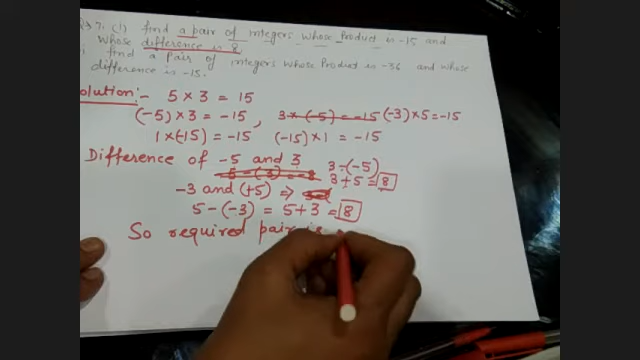 7. (i) find a pair of integers whose product is -15 and
whose difference is 8
find a pair of integers whose product is -36 and whose
difference is -15.
olution:- 5 × 3 = 15
(-5) × 3 = -15, 3 × (-5) = -15 (-3) × 5 = -15
1 × (-15) = -15 (-15) × 1 = -15
Difference of -5 and 3 3 - (-5)
3 + 5 = 8
-3 and (+5) ⇒
5 - (-3) = 5 + 3 = 8
So required pair is